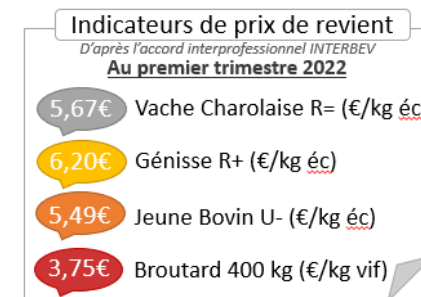 Indicateurs de prix de revient
D'après l'accord interprofessionnel INTERBEV
Au premier trimestre 2022
5,67€ Vache Charolaise R= (€/kg éc
6,20€ Génisse R+ (€/kg éc)
5,49€ Jeune Bovin U- (€/kg éc)
3,75€ Broutard 400 kg (€/kg vif)